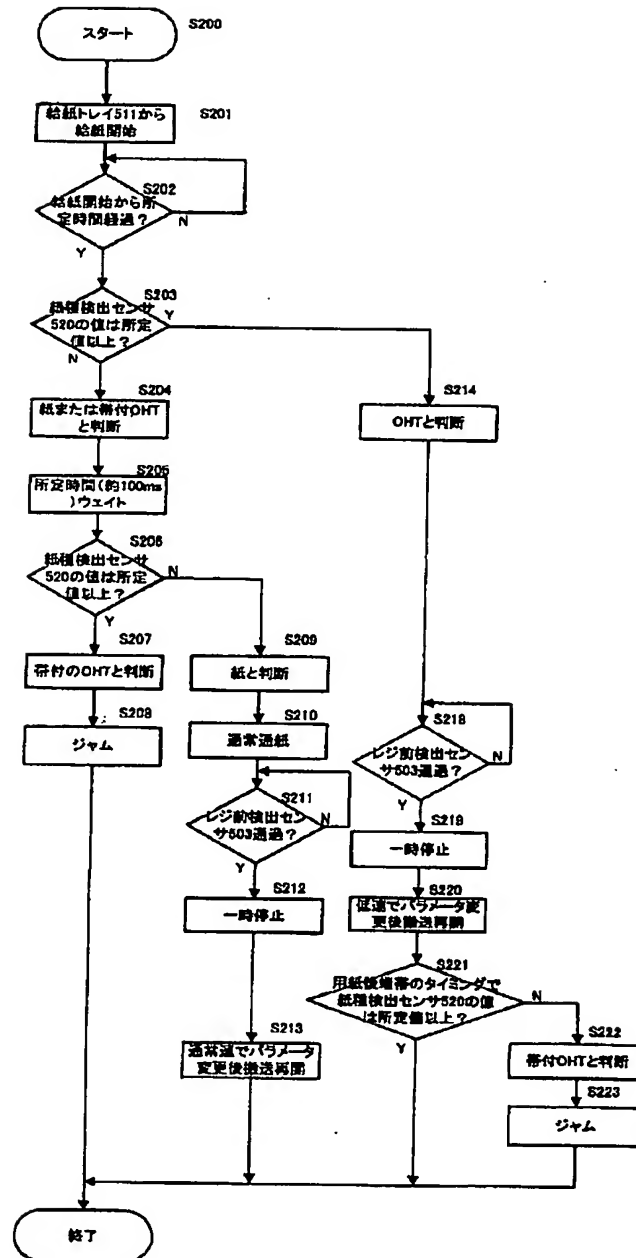 スタート
S200
給紙トレイ511から
給紙開始
S201
S202
給紙開始から所
定時間経過?
N
Y
S203
紙種検出センサ
520の値は所定
値以上?
Y
N
S204
紙または帯付OHT
と判断
S205
所定時間(約100ms
)ウェイト
S206
紙種検出センサ
520の値は所定
値以上?
N
Y
S207
帯付のOHTと判断
S208
ジャム
S209
紙と判断
S210
通常通紙
S211
レジ前検出セン
サ503通過?
N
Y
S212
一時停止
S213
通常速でパラメータ
変更後搬送再開
S214
OHTと判断
S218
レジ前検出セン
サ503通過?
N
Y
S219
一時停止
S220
低速でパラメータ変
更後搬送再開
S221
用紙後端帯のタイミングで
紙種検出センサ520の値
は所定値以上?
N
Y
S222
帯付OHTと判断
S223
ジャム
終了